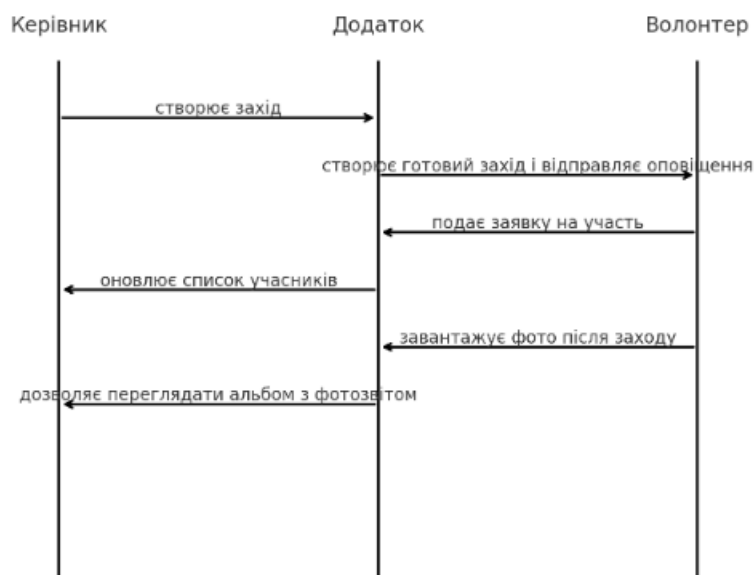 Керівник Додаток Волонтер
створює захід
створює готовий захід і відправляє оповіщення
подає заявку на участь
оновлює список учасників
завантажує фото після заходу
дозволяє переглядати альбом з фотозвітом